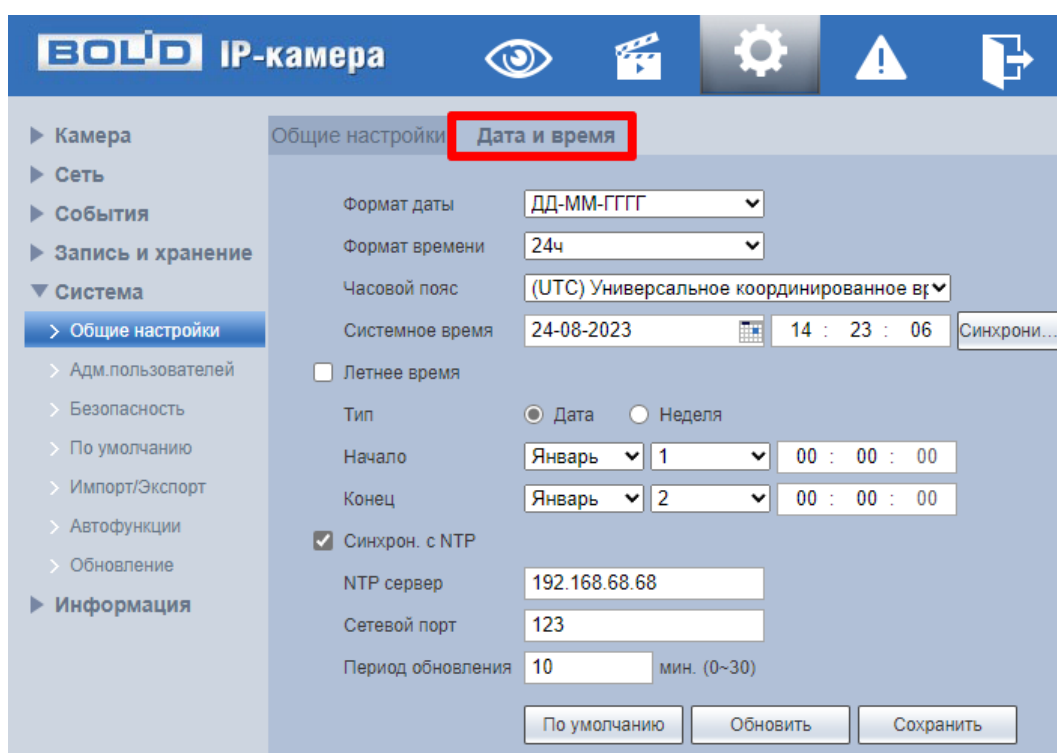 BOLID IP-камера
Камера
Сеть
События
Запись и хранение
Система
Общие настройки
Адм.пользователей
Безопасность
По умолчанию
Импорт/Экспорт
Автофункции
Обновление
Информация
Общие настройки Дата и время
Формат даты ДД-ММ-ГГГГ
Формат времени 24ч
Часовой пояс (UTC) Универсальное координированное вр
Системное время 24-08-2023 14 : 23 : 06 Синхрони...
Летнее время
Тип Дата Неделя
Начало Январь 1 00 : 00 : 00
Конец Январь 2 00 : 00 : 00
Синхрон. с NTP
NTP сервер 192.168.68.68
Сетевой порт 123
Период обновления 10 мин. (0~30)
По умолчанию Обновить Сохранить